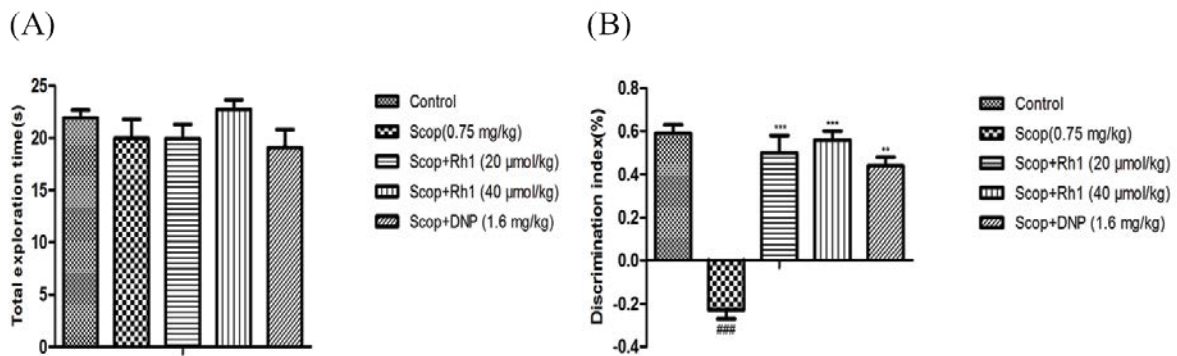 (A)
(B)
Total exploration time(s)
25
20
15
10
5
0
Control
Scop(0.75 mg/kg)
Scop+Rh1 (20 μmol/kg)
Scop+Rh1 (40 μmol/kg)
Scop+DNP (1.6 mg/kg)
Discrimination index(%)
0.8
0.6
0.4
0.2
0.0
-0.2
-0.4
***
***
**
###
Control
Scop(0.75 mg/kg)
Scop+Rh1 (20 μmol/kg)
Scop+Rh1 (40 μmol/kg)
Scop+DNP (1.6 mg/kg)